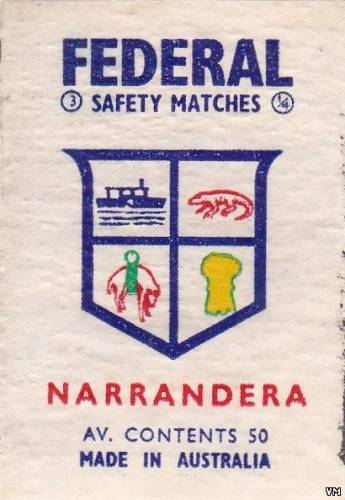 FEDERAL
3 SAFETY MATCHES ¼
NARRANDERA
AV. CONTENTS 50
MADE IN AUSTRALIA
VM